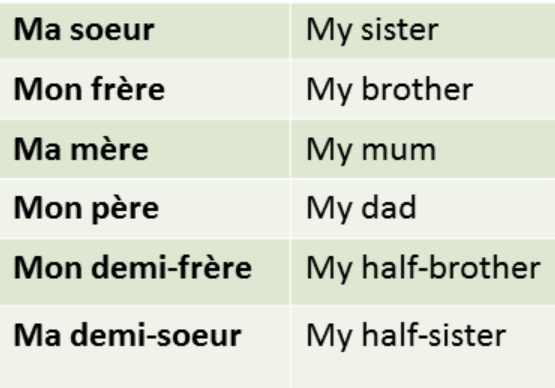 Ma soeur My sister
Mon frère My brother
Ma mère My mum
Mon père My dad
Mon demi-frère My half-brother
Ma demi-soeur My half-sister